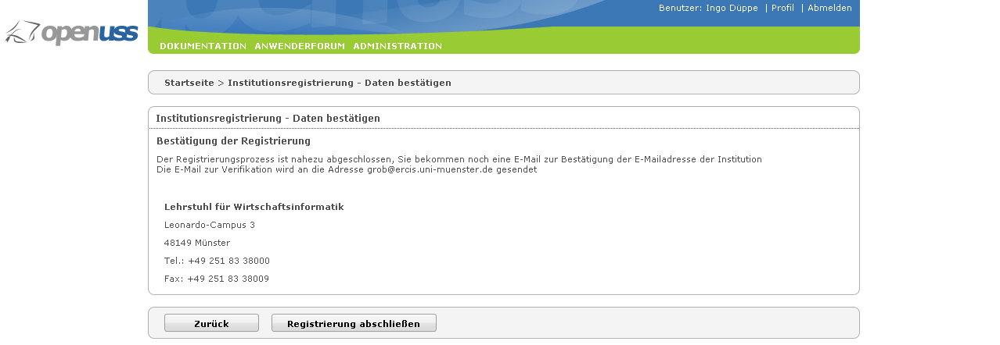 openuss
Benutzer: Ingo Düppe | Profil | Abmelden
DOKUMENTATION ANWENDERFORUM ADMINISTRATION
Startseite > Institutionsregistrierung - Daten bestätigen
Institutionsregistrierung - Daten bestätigen
Bestätigung der Registrierung
Der Registrierungsprozess ist nahezu abgeschlossen, Sie bekommen noch eine E-Mail zur Bestätigung der E-Mailadresse der Institution
Die E-Mail zur Verifikation wird an die Adresse grob@ercis.uni-muenster.de gesendet
Lehrstuhl für Wirtschaftsinformatik
Leonardo-Campus 3
48149 Münster
Tel.: +49 251 83 38000
Fax: +49 251 83 38009
Zurück Registrierung abschließen